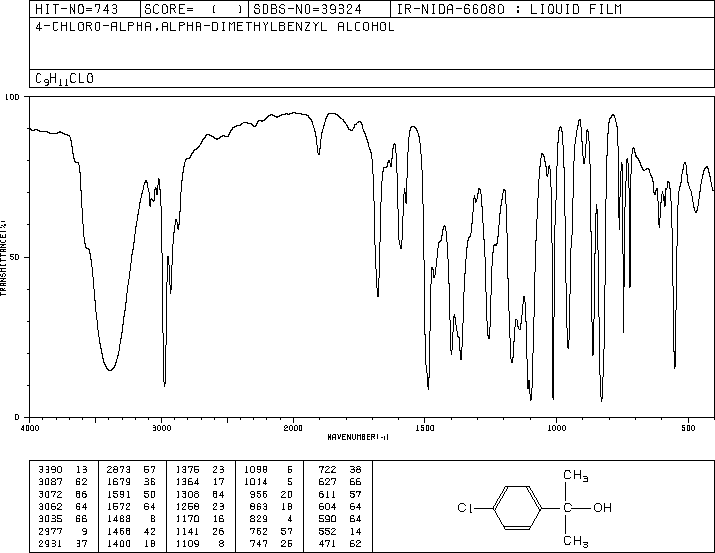 HIT-NO=743 SCORE= ( ) SDBS-NO=39324 IR-NIDA-66080 : LIQUID FILM
4-CHLORO-ALPHA,ALPHA-DIMETHYLBENZYL ALCOHOL
C9H11CLO
100
50
0
TRANSMITTANCE(%)
4000 3000 2000 1500 1000 500
WAVENUMBER(-1)
3390 13 2873 57 1376 23 1098 6 722 38
3087 62 1679 36 1364 17 1014 5 627 66
3072 66 1591 50 1308 64 956 20 611 57
3062 64 1572 64 1258 23 863 18 604 64
3035 66 1488 8 1170 16 829 4 590 64
2977 9 1468 42 1141 26 762 57 552 14
2931 37 1400 18 1109 8 747 26 471 62
CH3
Cl C OH
CH3